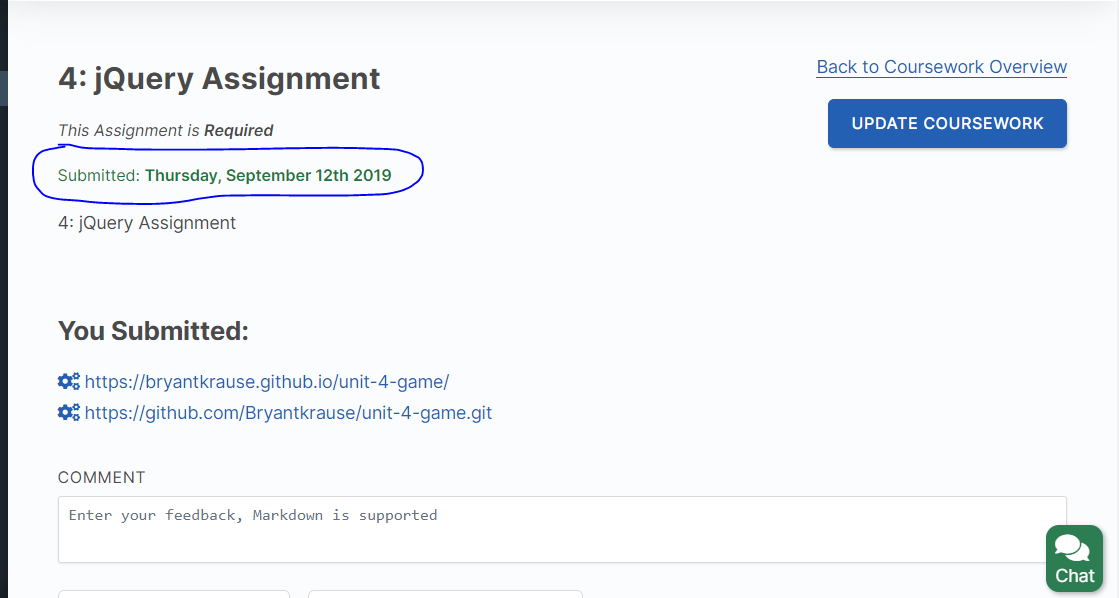 4: jQuery Assignment
Back to Coursework Overview
UPDATE COURSEWORK
This Assignment is Required
Submitted: Thursday, September 12th 2019
4: jQuery Assignment
You Submitted:
https://bryantkrause.github.io/unit-4-game/
https://github.com/Bryantkrause/unit-4-game.git
COMMENT
Enter your feedback, Markdown is supported
Chat